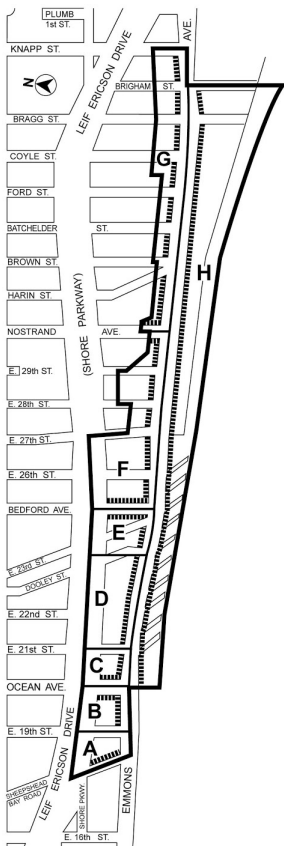 PLUMB
1st ST.
KNAPP ST.
AVE.
N
LEIF ERICSON DRIVE
BRIGHAM ST.
BRAGG ST.
G
COYLE ST.
FORD ST.
BATCHELDER ST.
BROWN ST.
H
HARIN ST.
(SHORE PARKWAY)
NOSTRAND AVE.
E. 29th ST.
E. 28th ST.
E. 27th ST.
F
E. 26th ST.
BEDFORD AVE.
E
E. 23rd ST.
DOOLEY ST.
D
E. 22nd ST.
E. 21st ST.
C
OCEAN AVE.
B
E. 19th ST.
A
SHEEPSHEAD
BAY ROAD
LEIF ERICSON DRIVE
SHORE PKWY.
EMMONS
E. 16th ST.